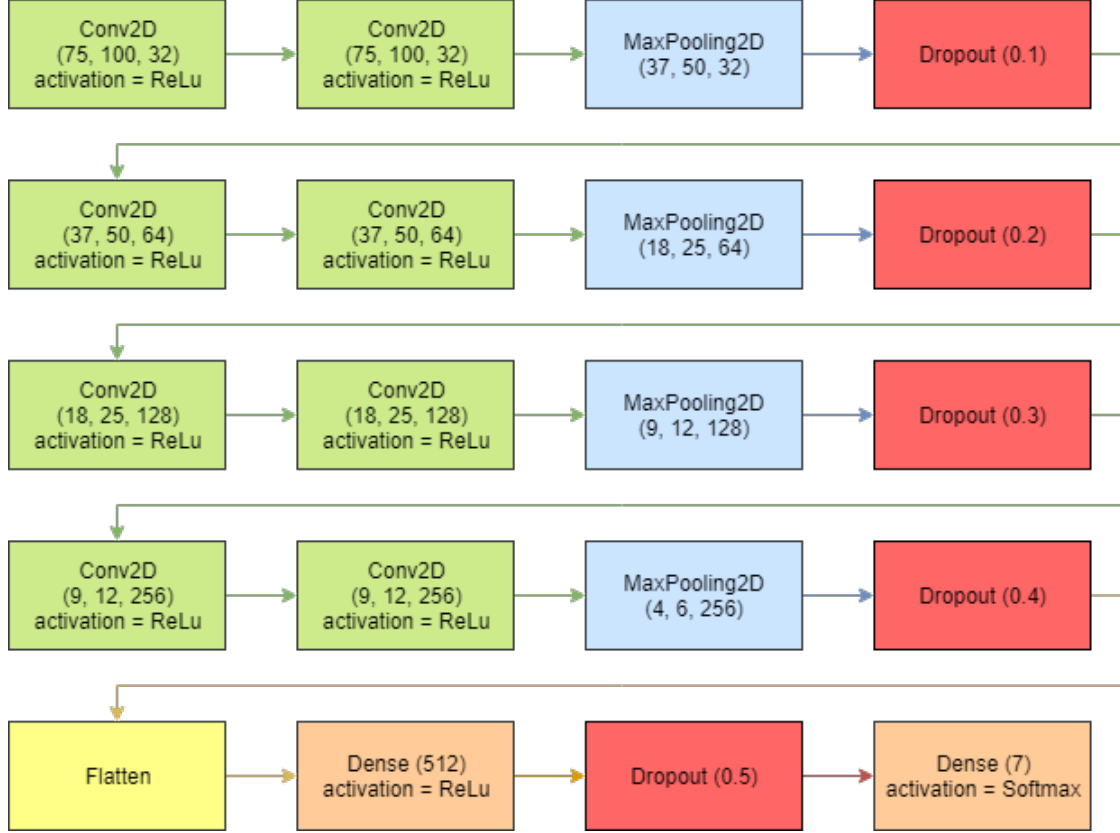 Conv2D
(75, 100, 32)
activation = ReLu
Conv2D
(75, 100, 32)
activation = ReLu
MaxPooling2D
(37, 50, 32)
Dropout (0.1)
Conv2D
(37, 50, 64)
activation = ReLu
Conv2D
(37, 50, 64)
activation = ReLu
MaxPooling2D
(18, 25, 64)
Dropout (0.2)
Conv2D
(18, 25, 128)
activation = ReLu
Conv2D
(18, 25, 128)
activation = ReLu
MaxPooling2D
(9, 12, 128)
Dropout (0.3)
Conv2D
(9, 12, 256)
activation = ReLu
Conv2D
(9, 12, 256)
activation = ReLu
MaxPooling2D
(4, 6, 256)
Dropout (0.4)
Flatten
Dense (512)
activation = ReLu
Dropout (0.5)
Dense (7)
activation = Softmax